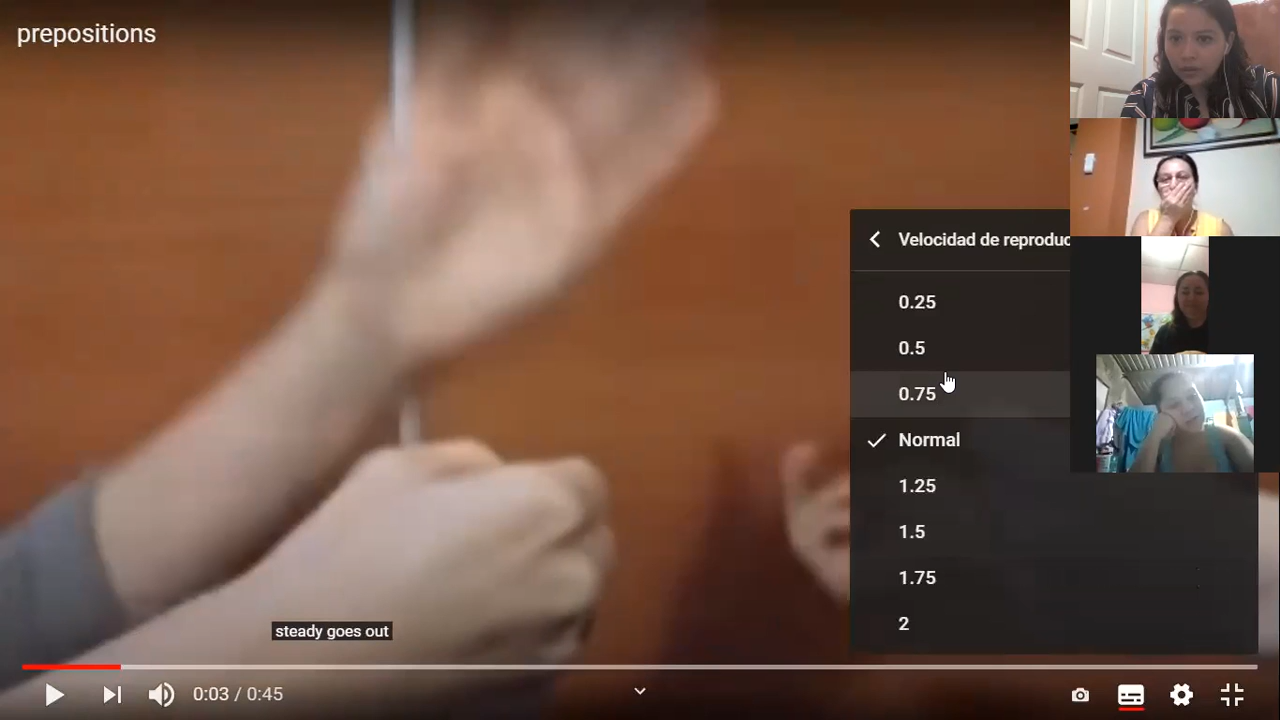 prepositions
Velocidad de reproduc
0.25
0.5
0.75
Normal
1.25
1.5
1.75
2
steady goes out
0:03 / 0:45